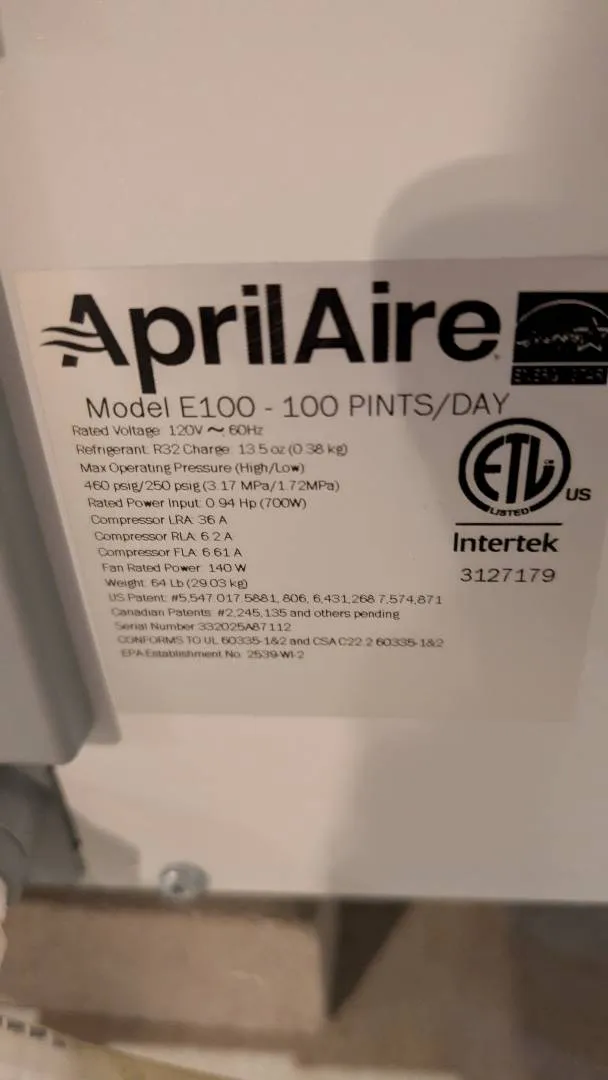 AprilAire
ENERGY STAR
Model E100 - 100 PINTS/DAY
Rated Voltage: 120V ~ 60Hz
Refrigerant: R32 Charge: 13.5 oz (0.38 kg)
Max Operating Pressure (High/Low):
460 psig/250 psig (3.17 MPa/1.72MPa)
Rated Power Input: 0.94 Hp (700W)
Compressor LRA: 36 A
Compressor RLA: 6.2 A
Compressor FLA: 6.61 A
Fan Rated Power: 140 W
Weight: 64 Lb (29.03 kg)
US Patent: #5,547,017.5881, 806, 6,431,268 7,574,871
Canadian Patents: #2,245,135 and others pending
Serial Number 332025A87112
CONFORMS TO UL 60335-1&2 and CSA C22.2 60335-1&2
EPA Establishment No. 2539-WI-2
ETL
LISTED
US
Intertek
3127179